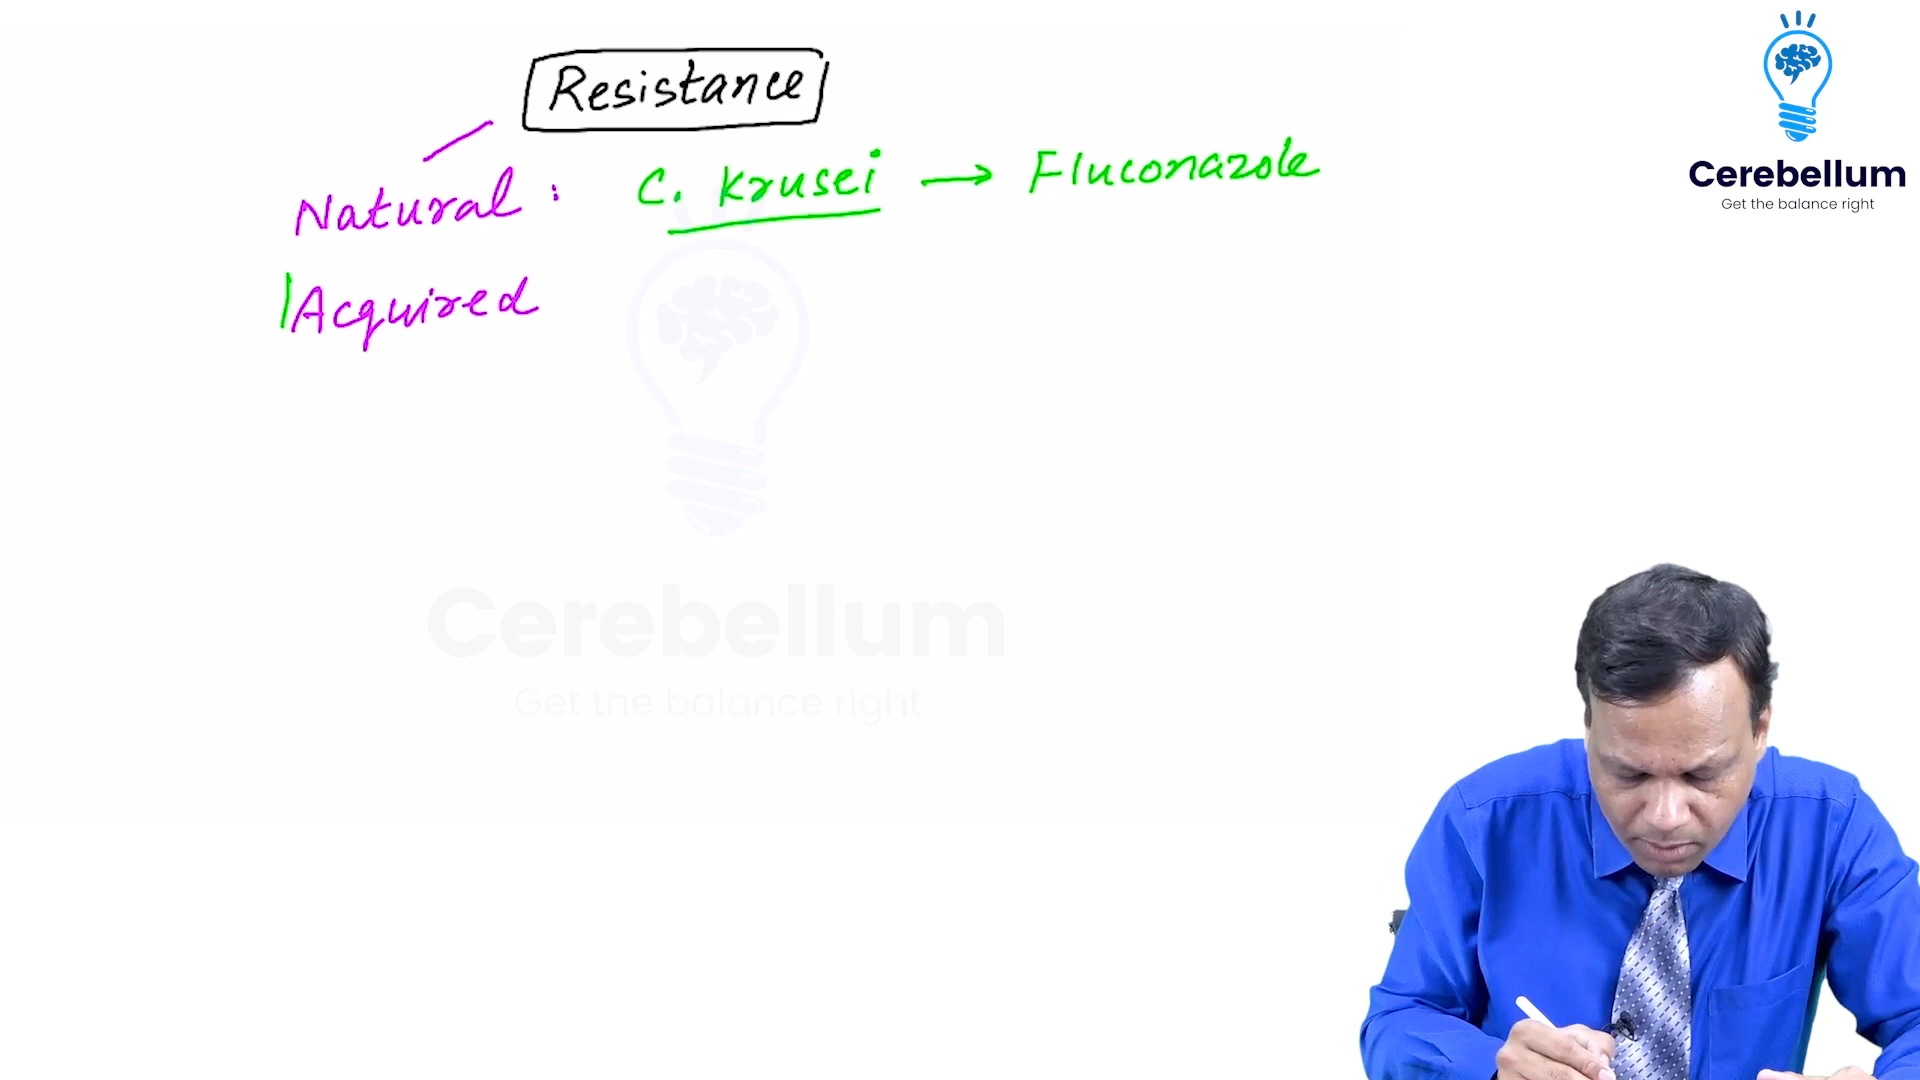 Resistance
Natural : C. Krusei → Fluconazole
Acquired
Cerebellum
Get the balance right
Cerebellum
Get the balance right